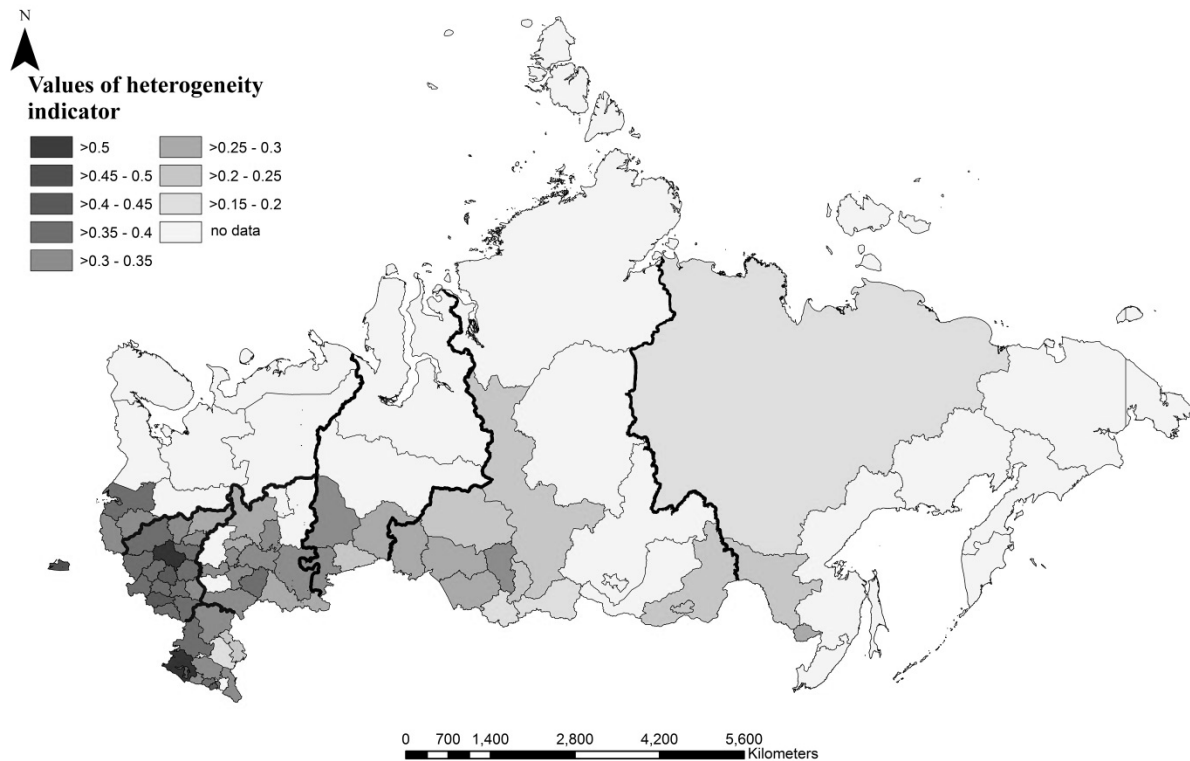 N
Values of heterogeneity
indicator
>0.5
>0.45 - 0.5
>0.4 - 0.45
>0.35 - 0.4
>0.3 - 0.35
>0.25 - 0.3
>0.2 - 0.25
>0.15 - 0.2
no data
0 700 1,400 2,800 4,200 5,600
Kilometers